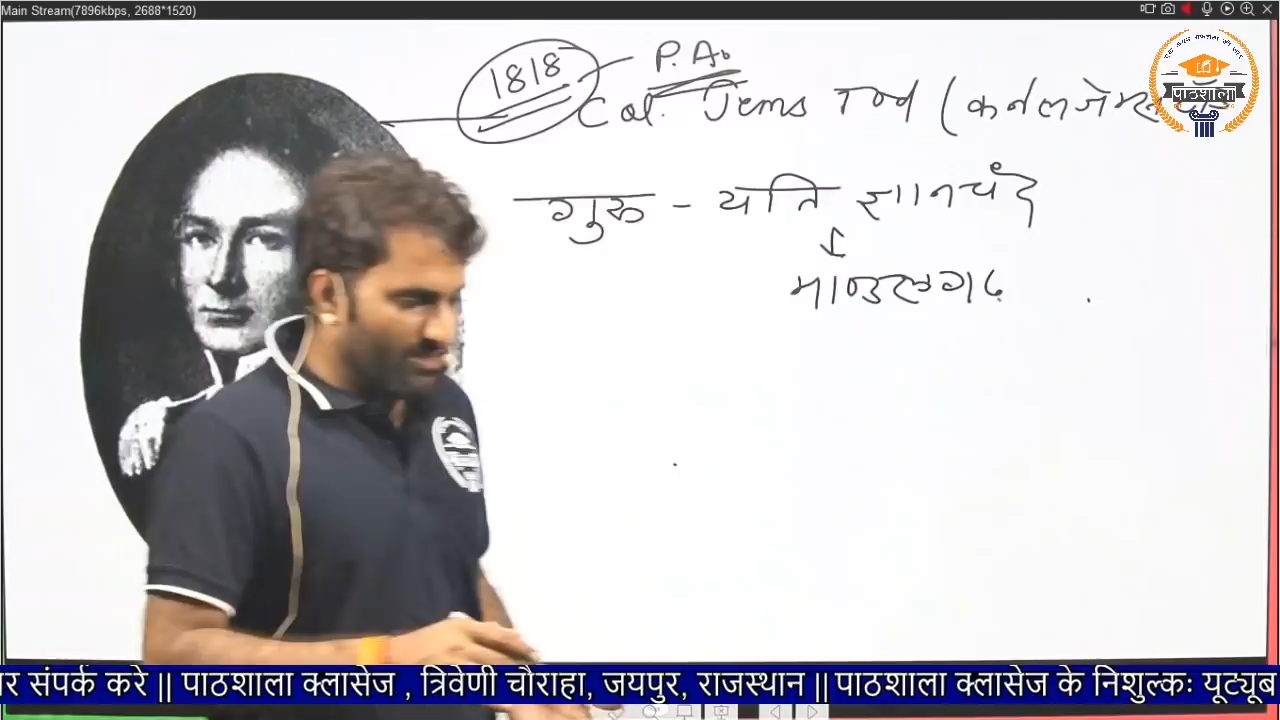 Main Stream(7896kbps, 2688*1520)
1818
P. A.
Col. Jems Tod (कर्नल जेम्स टॉड
पाठशाला
गुरु - यति ज्ञानचंद
माण्डलगढ़
र संपर्क करे || पाठशाला क्लासेज , त्रिवेणी चौराहा, जयपुर, राजस्थान || पाठशाला क्लासेज के निशुल्कः यूट्यूब